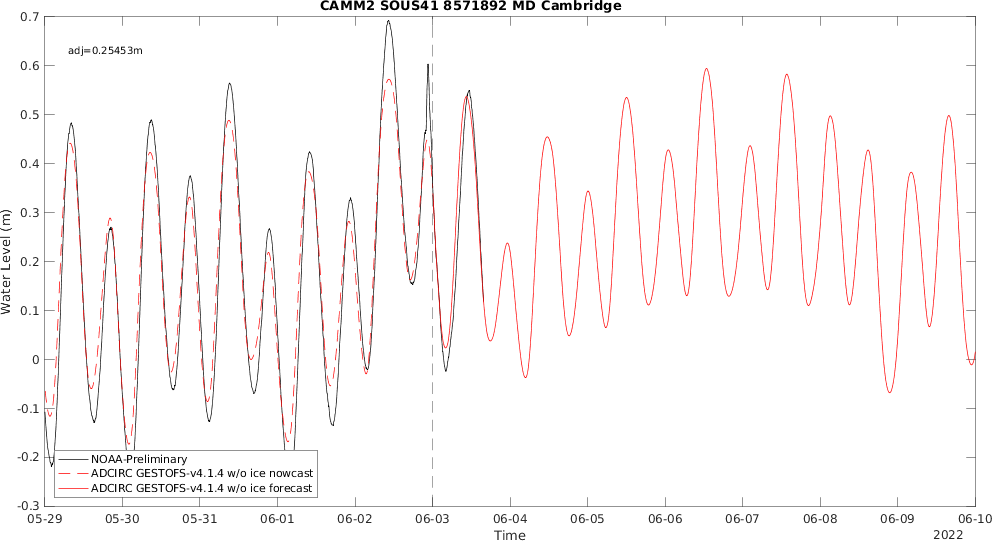 CAMM2 SOUS41 8571892 MD Cambridge
0.7
adj=0.25453m
0.6
0.5
0.4
0.3
0.2
0.1
0
-0.1
-0.2
-0.3
Water Level (m)
NOAA-Preliminary
ADCIRC GESTOFS-v4.1.4 w/o ice nowcast
ADCIRC GESTOFS-v4.1.4 w/o ice forecast
05-29 05-30 05-31 06-01 06-02 06-03 06-04 06-05 06-06 06-07 06-08 06-09 06-10
Time
2022